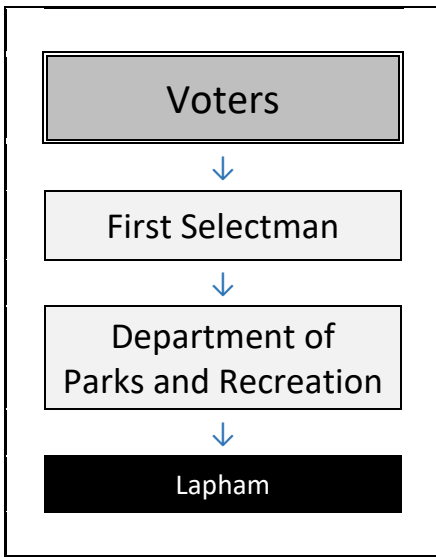 Voters
First Selectman
Department of
Parks and Recreation
Lapham